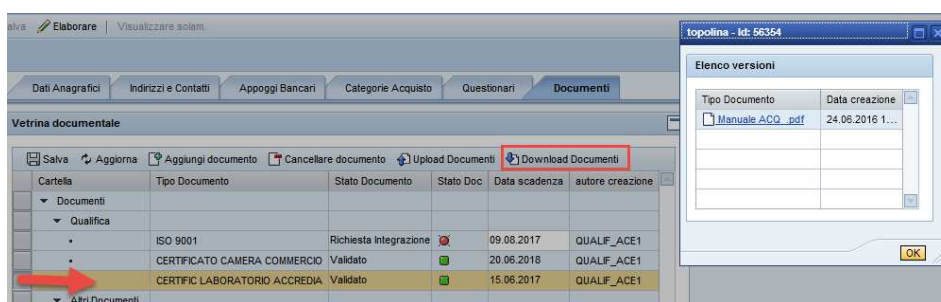 alva Elaborare | Visualizzare solam.
topolina - Id: 56354
Elenco versioni
Tipo Documento Data creazione
Manuale ACQ_.pdf 24.06.2016 1...
OK
Dati Anagrafici Indirizzi e Contatti Appoggi Bancari Categorie Acquisto Questionari Documenti
Vetrina documentale
Salva Aggiorna Aggiungi documento Cancellare documento Upload Documenti Download Documenti
Cartella Tipo Documento Stato Documento Stato Doc Data scadenza autore creazione
Documenti
Qualifica
ISO 9001 Richiesta Integrazione 09.08.2017 QUALIF_ACE1
CERTIFICATO CAMERA COMMERCIO Validato 20.06.2018 QUALIF_ACE1
CERTIFIC LABORATORIO ACCREDIA Validato 15.06.2017 QUALIF_ACE1
Altri Documenti